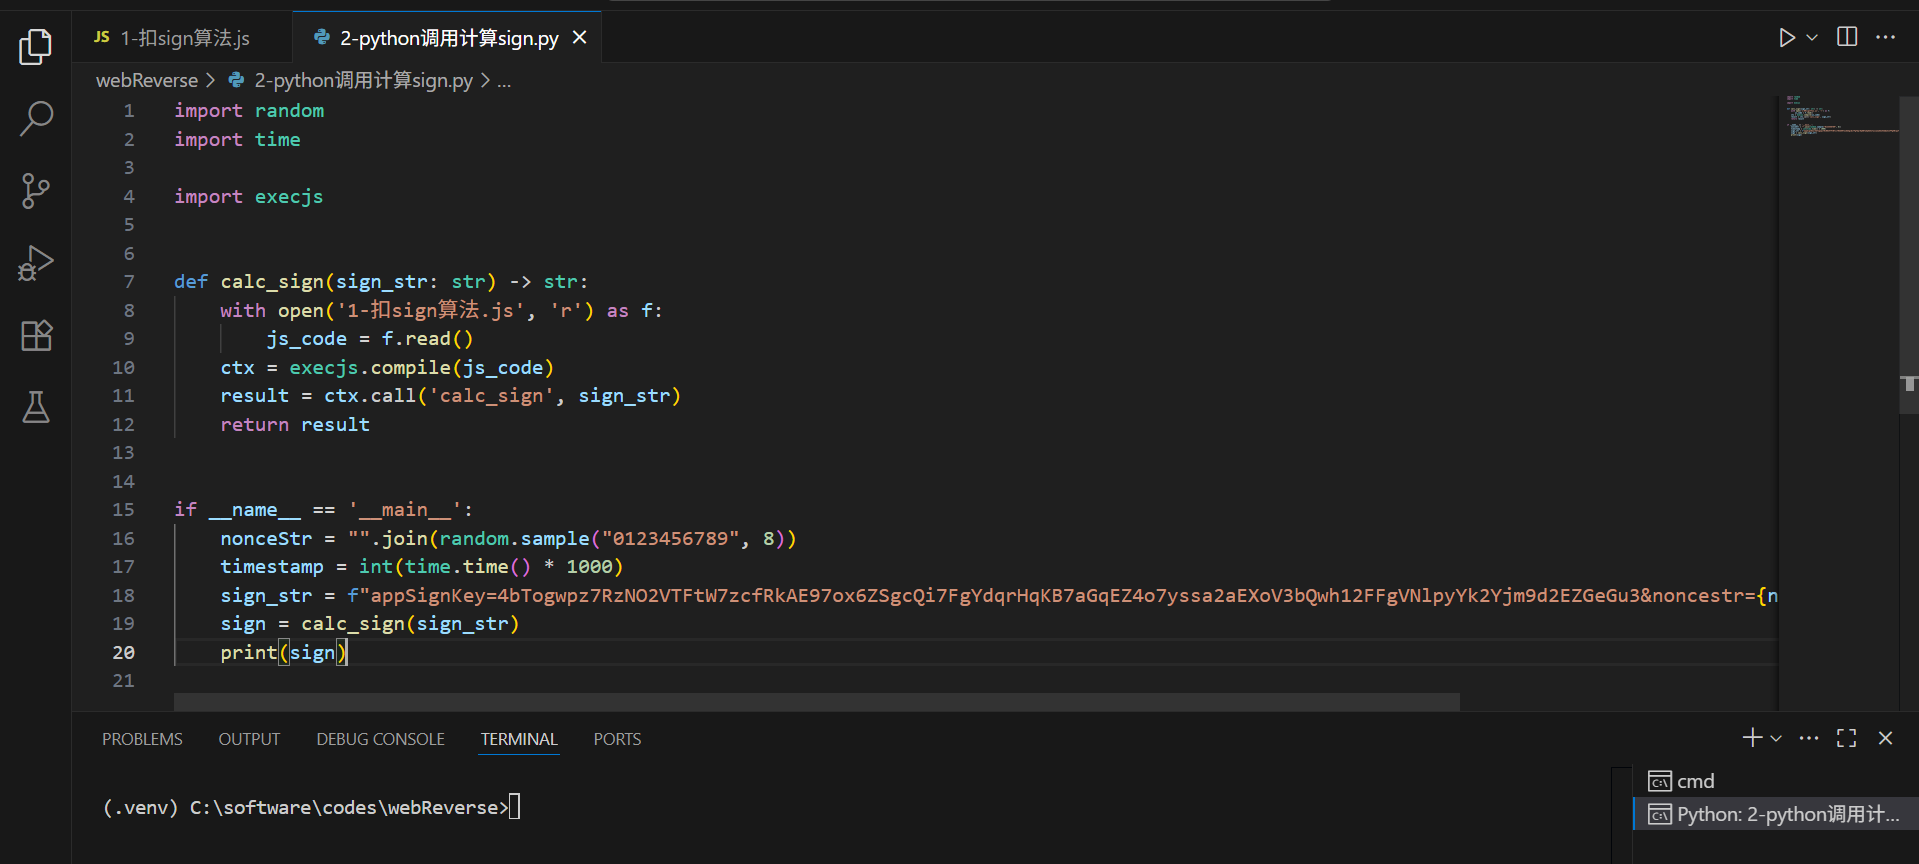 JS 1-扣sign算法.js
2-python调用计算sign.py
webReverse > 2-python调用计算sign.py > ...
1 import random
2 import time
3
4 import execjs
5
6
7 def calc_sign(sign_str: str) -> str:
8 with open('1-扣sign算法.js', 'r') as f:
9 js_code = f.read()
10 ctx = execjs.compile(js_code)
11 result = ctx.call('calc_sign', sign_str)
12 return result
13
14
15 if __name__ == '__main__':
16 nonceStr = "".join(random.sample("0123456789", 8))
17 timestamp = int(time.time() * 1000)
18 sign_str = f"appSignKey=4bTogwpz7RzNO2VTFtW7zcfRkAE97ox6ZSgcQi7FgYdqrHqKB7aGqEZ4o7yssa2aEXoV3bQwh12FFgVNlpyYk2Yjm9d2EZGeGu3&noncestr={n
19 sign = calc_sign(sign_str)
20 print(sign)
21
PROBLEMS OUTPUT DEBUG CONSOLE TERMINAL PORTS
(.venv) C:\software\codes\webReverse>
cmd
Python: 2-python调用计...